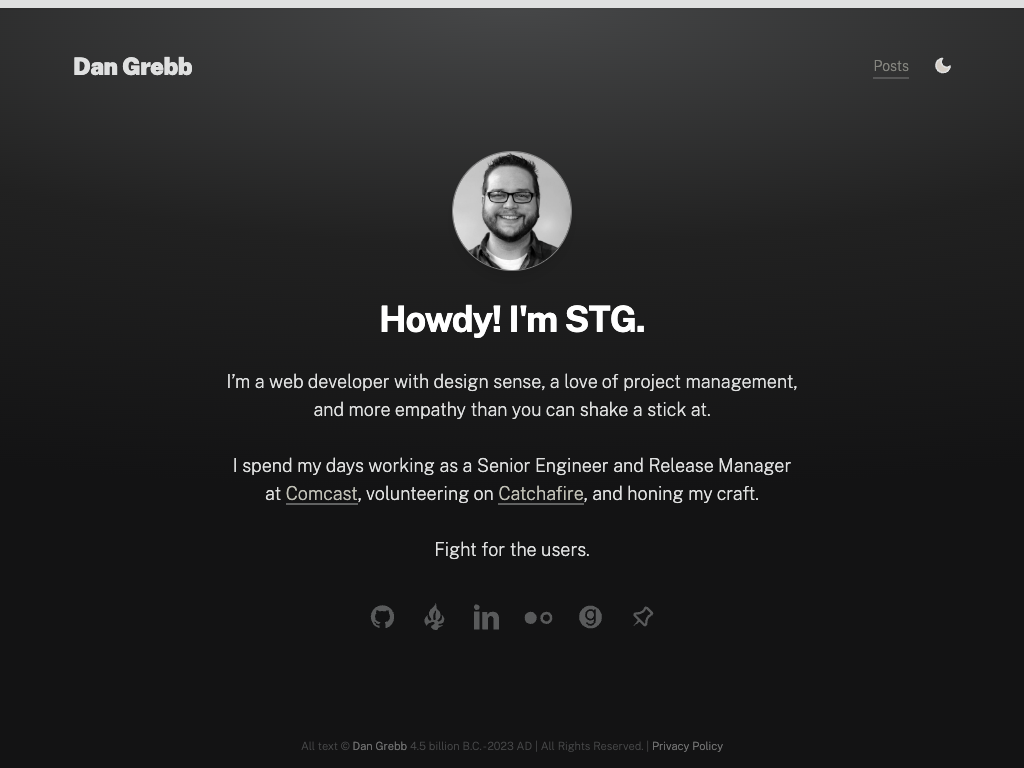 Dan Grebb
Posts
Howdy! I'm STG.
I’m a web developer with design sense, a love of project management,
and more empathy than you can shake a stick at.
I spend my days working as a Senior Engineer and Release Manager
at Comcast, volunteering on Catchafire, and honing my craft.
Fight for the users.
All text © Dan Grebb 4.5 billion B.C.-2023 AD | All Rights Reserved. | Privacy Policy